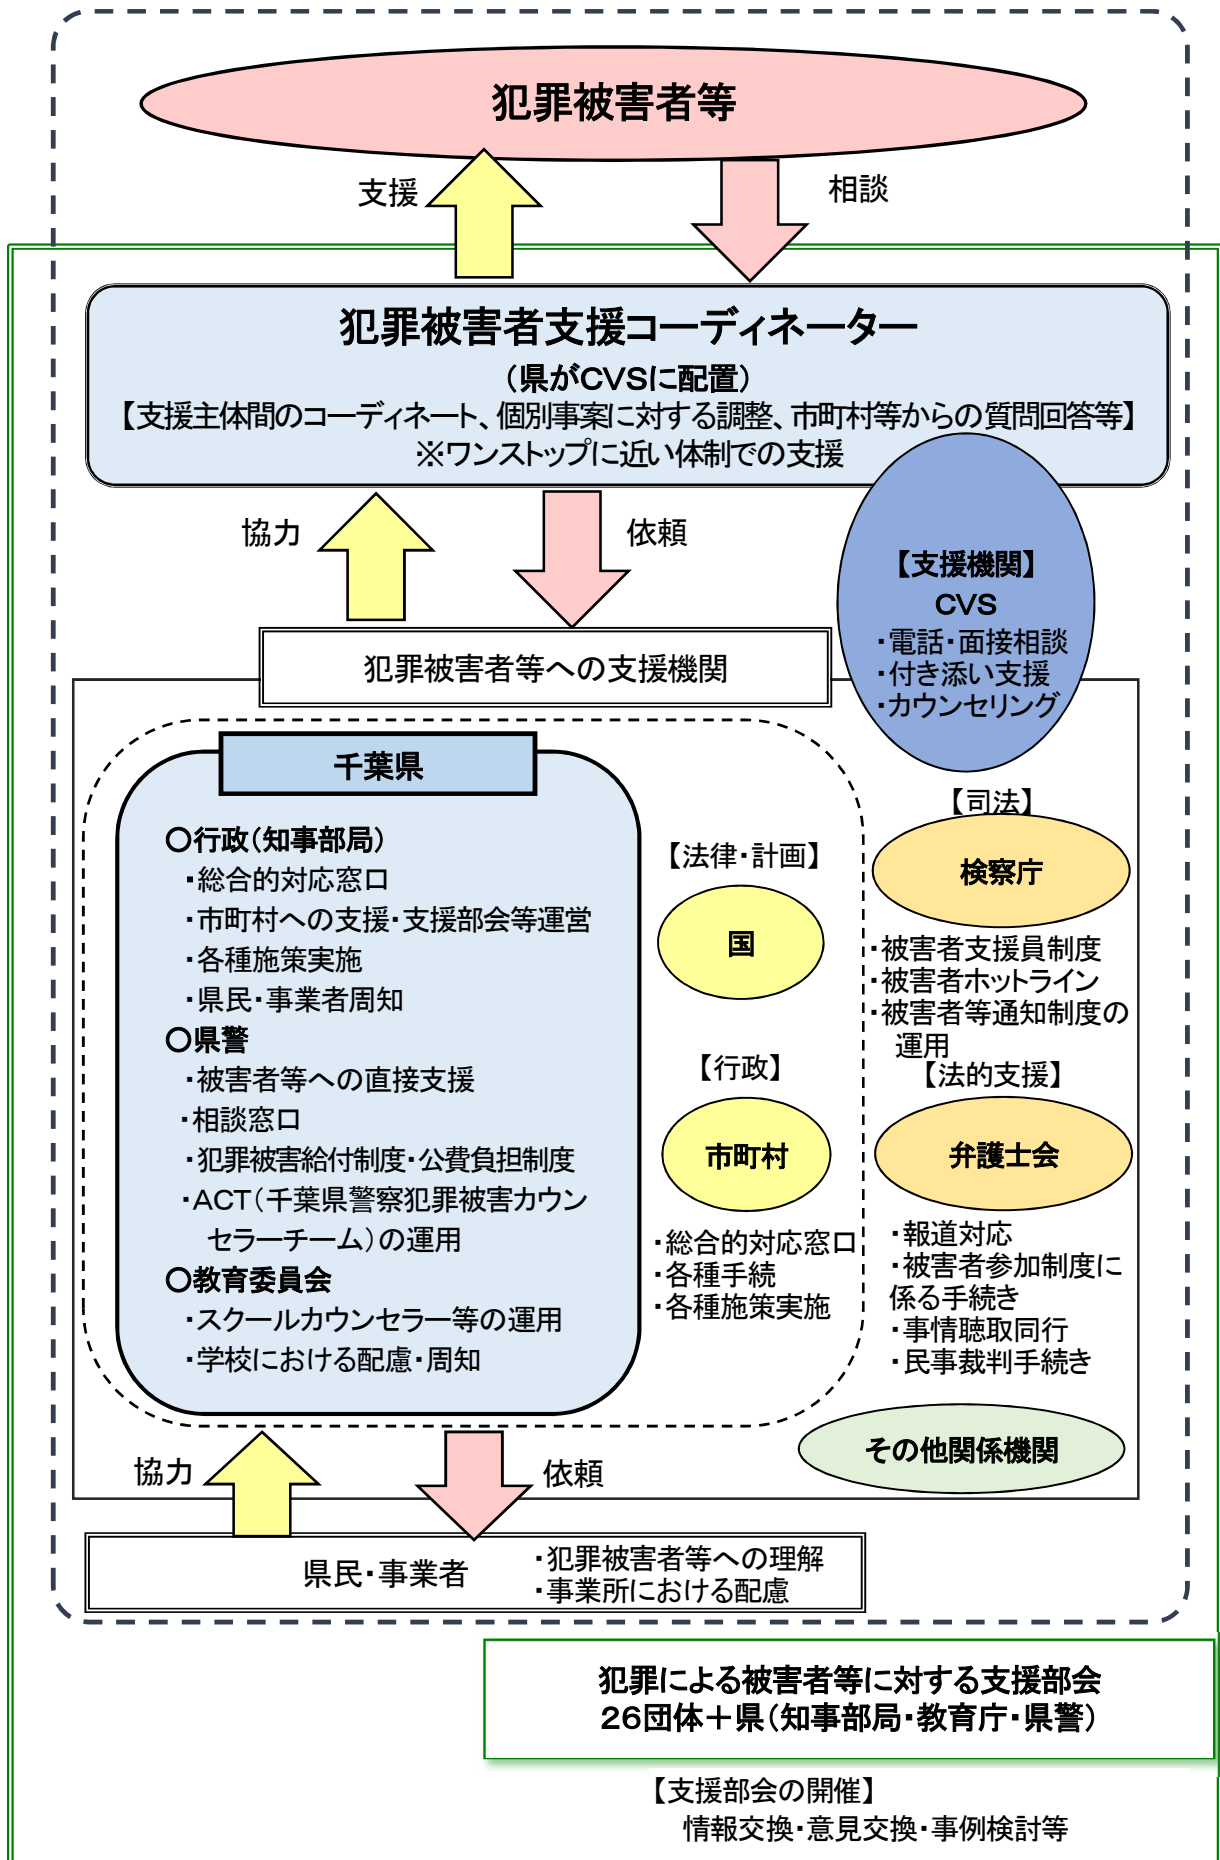 犯罪被害者等
支援
相談
犯罪被害者支援コーディネーター
（県がCVSに配置）
【支援主体間のコーディネート、個別事案に対する調整、市町村等からの質問回答等】
※ワンストップに近い体制での支援
協力
依頼
【支援機関】
CVS
・電話・面接相談
・付き添い支援
・カウンセリング
犯罪被害者等への支援機関
千葉県
〇行政（知事部局）
・総合的対応窓口
・市町村への支援・支援部会等運営
・各種施策実施
・県民・事業者周知
〇県警
・被害者等への直接支援
・相談窓口
・犯罪被害給付制度・公費負担制度
・ACT（千葉県警察犯罪被害カウン
セラーチーム）の運用
〇教育委員会
・スクールカウンセラー等の運用
・学校における配慮・周知
【法律・計画】
国
【行政】
市町村
・総合的対応窓口
・各種手続
・各種施策実施
【司法】
検察庁
・被害者支援員制度
・被害者ホットライン
・被害者等通知制度の
運用
【法的支援】
弁護士会
・報道対応
・被害者参加制度に
係る手続き
・事情聴取同行
・民事裁判手続き
その他関係機関
協力
依頼
県民・事業者
・犯罪被害者等への理解
・事業所における配慮
犯罪による被害者等に対する支援部会
26団体＋県（知事部局・教育庁・県警）
【支援部会の開催】
情報交換・意見交換・事例検討等